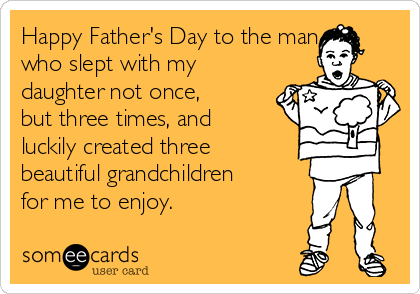 Happy Father's Day to the man
who slept with my
daughter not once,
but three times, and
luckily created three
beautiful grandchildren
for me to enjoy.
someecards
user card